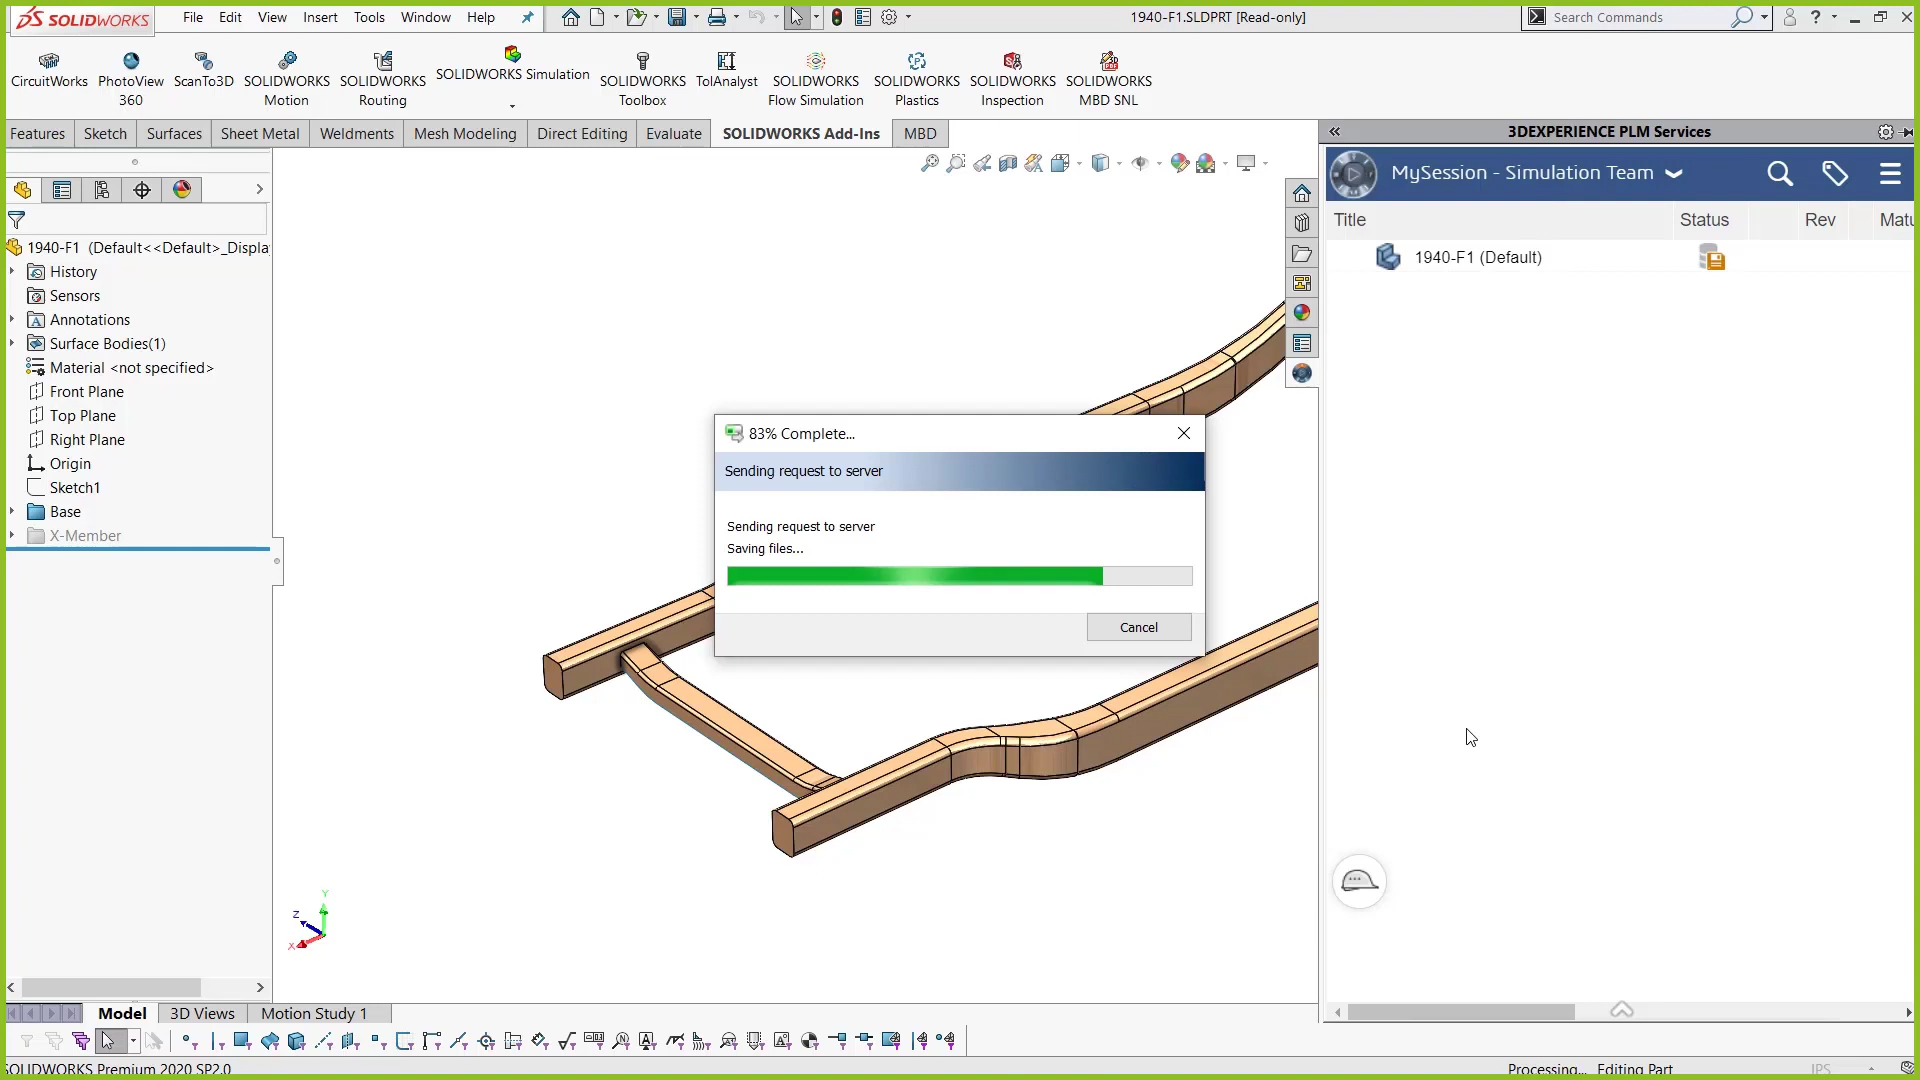 SOLIDWORKS
File Edit View Insert Tools Window Help
1940-F1.SLDPRT [Read-only]
Search Commands
CircuitWorks
PhotoView 360
ScanTo3D
SOLIDWORKS Motion
SOLIDWORKS Routing
SOLIDWORKS Simulation
SOLIDWORKS Toolbox
TolAnalyst
SOLIDWORKS Flow Simulation
SOLIDWORKS Plastics
SOLIDWORKS Inspection
SOLIDWORKS MBD SNL
Features Sketch Surfaces Sheet Metal Weldments Mesh Modeling Direct Editing Evaluate SOLIDWORKS Add-Ins MBD
3DEXPERIENCE PLM Services
MySession - Simulation Team
Title Status Rev Matu
1940-F1 (Default)
1940-F1 (Default<<Default>_Displa
History
Sensors
Annotations
Surface Bodies(1)
Material <not specified>
Front Plane
Top Plane
Right Plane
Origin
Sketch1
Base
X-Member
83% Complete...
Sending request to server
Sending request to server
Saving files...
Cancel
Y
Z
X
Model 3D Views Motion Study 1
SOLIDWORKS Premium 2020 SP2.0
Processing... Editing Part IPS